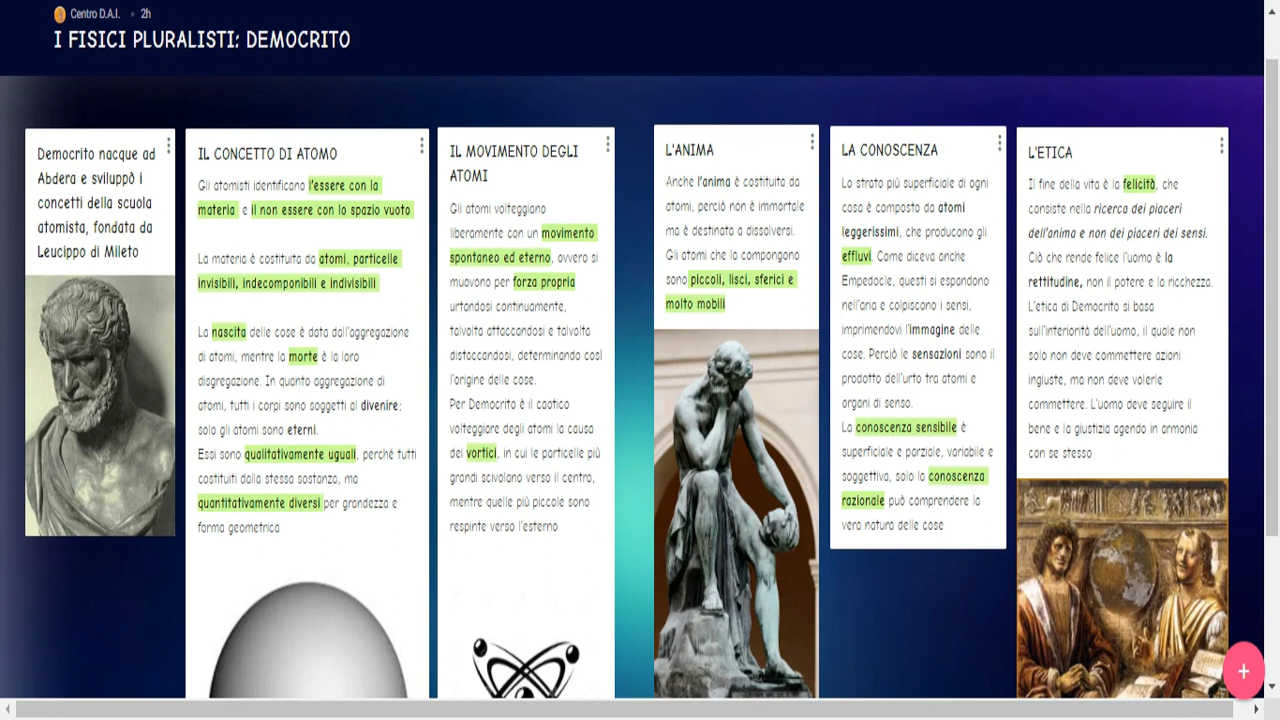 Centro D.A.I. • 2h
I FISICI PLURALISTI: DEMOCRITO
Democrito nacque ad
Abdera e sviluppò i
concetti della scuola
atomista, fondata da
Leucippo di Mileto
IL CONCETTO DI ATOMO
Gli atomisti identificano l'essere con la
materia e il non essere con lo spazio vuoto
La materia è costituita da atomi, particelle
invisibili, indecomponibili e indivisibili
La nascita delle cose è data dall'aggregazione
di atomi, mentre la morte è la loro
disgregazione. In quanto aggregazione di
atomi, tutti i corpi sono soggetti al divenire;
solo gli atomi sono eterni.
Essi sono qualitativamente uguali, perché tutti
costituiti dalla stessa sostanza, ma
quantitativamente diversi per grandezza e
forma geometrica
IL MOVIMENTO DEGLI
ATOMI
Gli atomi volteggiano
liberamente con un movimento
spontaneo ed eterno, ovvero si
muovono per forza propria
urtandosi continuamente,
talvolta attaccandosi e talvolta
distaccandosi, determinando così
l'origine delle cose.
Per Democrito è il caotico
volteggiare degli atomi la causa
dei vortici, in cui le particelle più
grandi scivolano verso il centro,
mentre quelle più piccole sono
respinte verso l'esterno
L'ANIMA
Anche l'anima è costituita da
atomi, perciò non è immortale
ma è destinata a dissolversi.
Gli atomi che la compongono
sono piccoli, lisci, sferici e
molto mobili
LA CONOSCENZA
Lo strato più superficiale di ogni
cosa è composto da atomi
leggerissimi, che producono gli
effluvi. Come diceva anche
Empedocle, questi si espandono
nell'aria e colpiscono i sensi,
imprimendovi l'immagine delle
cose. Perciò le sensazioni sono il
prodotto dell'urto tra atomi e
organi di senso.
La conoscenza sensibile è
superficiale e parziale, variabile e
soggettiva, solo la conoscenza
razionale può comprendere la
vera natura delle cose
L'ETICA
Il fine della vita è la felicità, che
consiste nella ricerca dei piaceri
dell'anima e non dei piaceri dei sensi.
Ciò che rende felice l'uomo è la
rettitudine, non il potere e la ricchezza.
L'etica di Democrito si basa
sull'interiorità dell'uomo, il quale non
solo non deve commettere azioni
ingiuste, ma non deve volerle
commettere. L'uomo deve seguire il
bene e la giustizia agendo in armonia
con se stesso